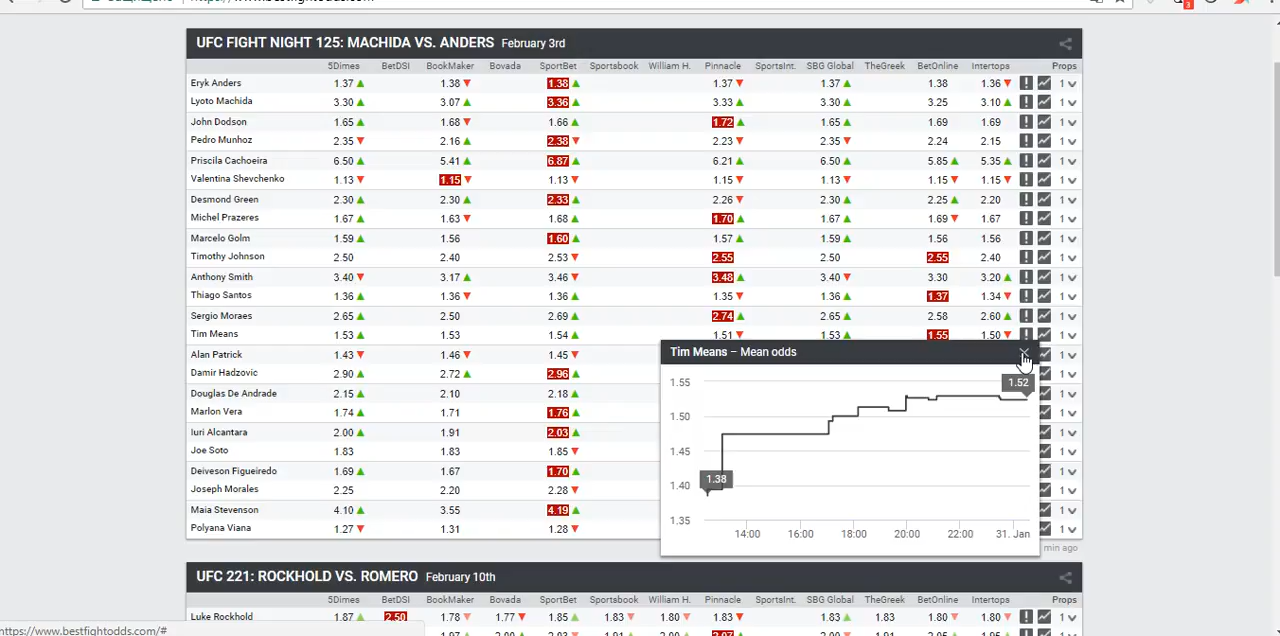 UFC FIGHT NIGHT 125: MACHIDA VS. ANDERS February 3rd
5Dimes BetDSI BookMaker Bovada SportBet Sportsbook William H. Pinnacle SportsInt. SBG Global TheGreek BetOnline Intertops Props
Eryk Anders 1.37▲ 1.38▼ 1.38▲ 1.37▼ 1.37▲ 1.38 1.36▼ 1
Lyoto Machida 3.30▲ 3.07▲ 3.36▲ 3.33▲ 3.30▲ 3.25 3.10▲ 1
John Dodson 1.65▲ 1.68▼ 1.66▲ 1.72▲ 1.65▲ 1.69 1.69 1
Pedro Munhoz 2.35▼ 2.16▲ 2.38▼ 2.23▼ 2.35▼ 2.24 2.15 1
Priscila Cachoeira 6.50▲ 5.41▲ 6.87▲ 6.21▲ 6.50▲ 5.85▲ 5.35▲ 1
Valentina Shevchenko 1.13▼ 1.15▼ 1.13▼ 1.15▼ 1.13▼ 1.15▼ 1.15▼ 1
Desmond Green 2.30▲ 2.30▲ 2.33▲ 2.26▼ 2.30▲ 2.25▲ 2.20 1
Michel Prazeres 1.67▲ 1.63▼ 1.68▲ 1.70▲ 1.67▲ 1.69▼ 1.67 1
Marcelo Golm 1.59▲ 1.56 1.60▲ 1.57▲ 1.59▲ 1.56 1.56 1
Timothy Johnson 2.50 2.40 2.53▼ 2.55 2.50 2.55 2.40 1
Anthony Smith 3.40▼ 3.17▲ 3.46▼ 3.48▲ 3.40▼ 3.30 3.20▲ 1
Thiago Santos 1.36▲ 1.36▼ 1.36▲ 1.35▼ 1.36▲ 1.37 1.34▼ 1
Sergio Moraes 2.65▲ 2.50 2.69▲ 2.74▲ 2.65▲ 2.58 2.60▲ 1
Tim Means 1.53▲ 1.53 1.54▲ 1.51▼ 1.53▲ 1.55 1.50▼ 1
Alan Patrick 1.43▼ 1.46▼ 1.45▼ 1
Damir Hadzovic 2.90▲ 2.72▲ 2.96▲ 1
Douglas De Andrade 2.15▲ 2.10 2.18▲ 1
Marlon Vera 1.74▲ 1.71 1.76▲ 1
Iuri Alcantara 2.00▲ 1.91 2.03▲ 1
Joe Soto 1.83 1.83 1.85▼ 1
Deiveson Figueiredo 1.69▲ 1.67 1.70▲ 1
Joseph Morales 2.25 2.20 2.28▼ 1
Maia Stevenson 4.10▲ 3.55 4.19▲ 1
Polyana Viana 1.27▼ 1.31 1.28▼ 1
Tim Means – Mean odds
1.52
1.55
1.50
1.45
1.38
1.40
1.35
14:00 16:00 18:00 20:00 22:00 31. Jan
min ago
UFC 221: ROCKHOLD VS. ROMERO February 10th
5Dimes BetDSI BookMaker Bovada SportBet Sportsbook William H. Pinnacle SportsInt. SBG Global TheGreek BetOnline Intertops Props
Luke Rockhold 1.87▲ 2.50 1.78▼ 1.77▼ 1.85▲ 1.83▼ 1.80▼ 1.83▼ 1.83▲ 1.83 1.80▼ 1.80▼ 1
https://www.bestfightodds.com/#